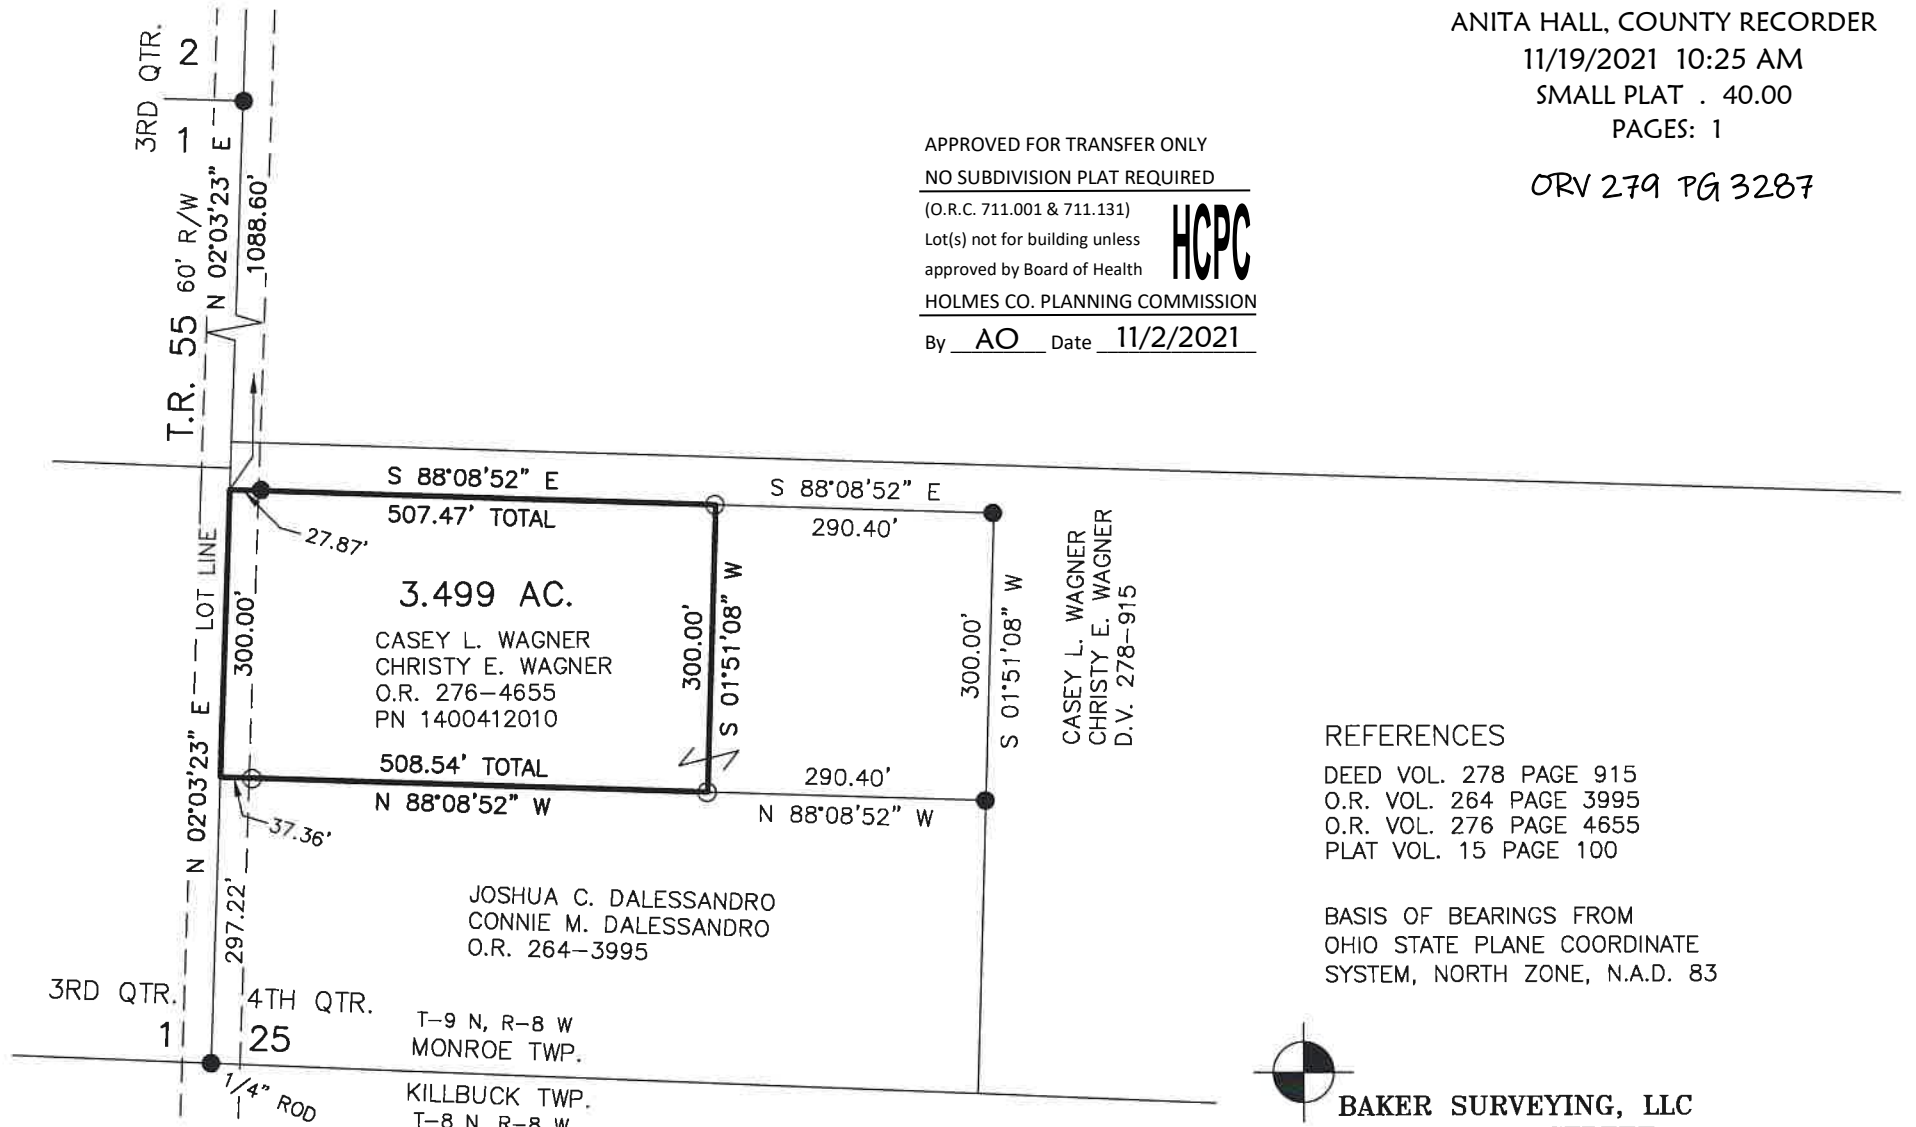 ANITA HALL, COUNTY RECORDER
11/19/2021 10:25 AM
SMALL PLAT . 40.00
PAGES: 1
ORV 279 PG 3287
APPROVED FOR TRANSFER ONLY
NO SUBDIVISION PLAT REQUIRED
(O.R.C. 711.001 & 711.131)
Lot(s) not for building unless
approved by Board of Health
HCPC
HOLMES CO. PLANNING COMMISSION
By AO Date 11/2/2021
3RD QTR.
2
1
T.R. 55 60' R/W
N 02°03'23" E
1088.60'
S 88°08'52" E
507.47' TOTAL
27.87'
S 88°08'52" E
290.40'
LOT LINE
N 02°03'23" E
300.00'
3.499 AC.
CASEY L. WAGNER
CHRISTY E. WAGNER
O.R. 276-4655
PN 1400412010
300.00'
S 01°51'08" W
300.00'
S 01°51'08" W
CASEY L. WAGNER
CHRISTY E. WAGNER
D.V. 278-915
508.54' TOTAL
N 88°08'52" W
37.36'
290.40'
N 88°08'52" W
297.22'
JOSHUA C. DALESSANDRO
CONNIE M. DALESSANDRO
O.R. 264-3995
3RD QTR.
1
4TH QTR.
25
T-9 N, R-8 W
MONROE TWP.
1/4" ROD
KILLBUCK TWP.
T-8 N, R-8 W
REFERENCES
DEED VOL. 278 PAGE 915
O.R. VOL. 264 PAGE 3995
O.R. VOL. 276 PAGE 4655
PLAT VOL. 15 PAGE 100
BASIS OF BEARINGS FROM
OHIO STATE PLANE COORDINATE
SYSTEM, NORTH ZONE, N.A.D. 83
BAKER SURVEYING, LLC